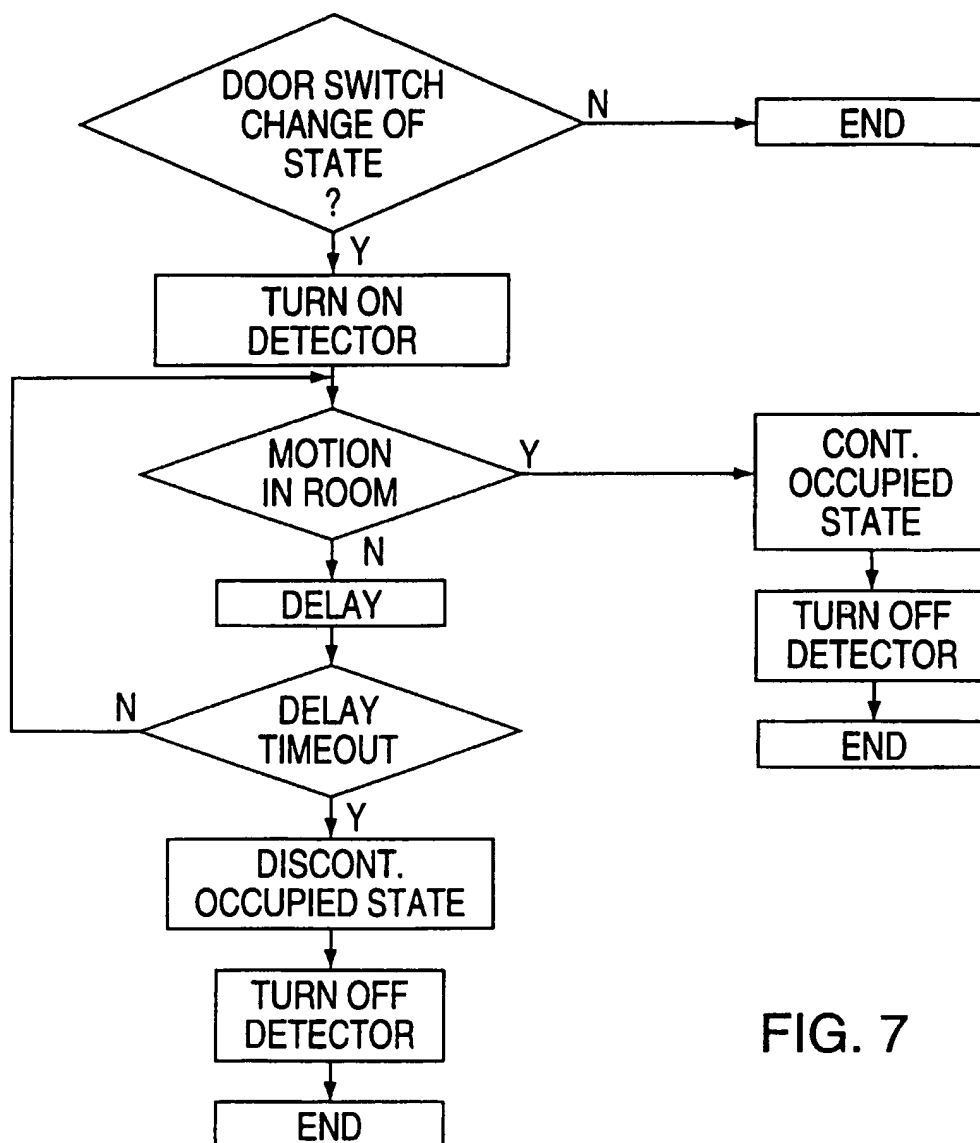 DOOR SWITCH
CHANGE OF
STATE
?
N
END
Y
TURN ON
DETECTOR
MOTION
IN ROOM
Y
CONT.
OCCUPIED
STATE
N
DELAY
TURN OFF
DETECTOR
N
DELAY
TIMEOUT
END
Y
DISCONT.
OCCUPIED STATE
TURN OFF
DETECTOR
END
FIG. 7